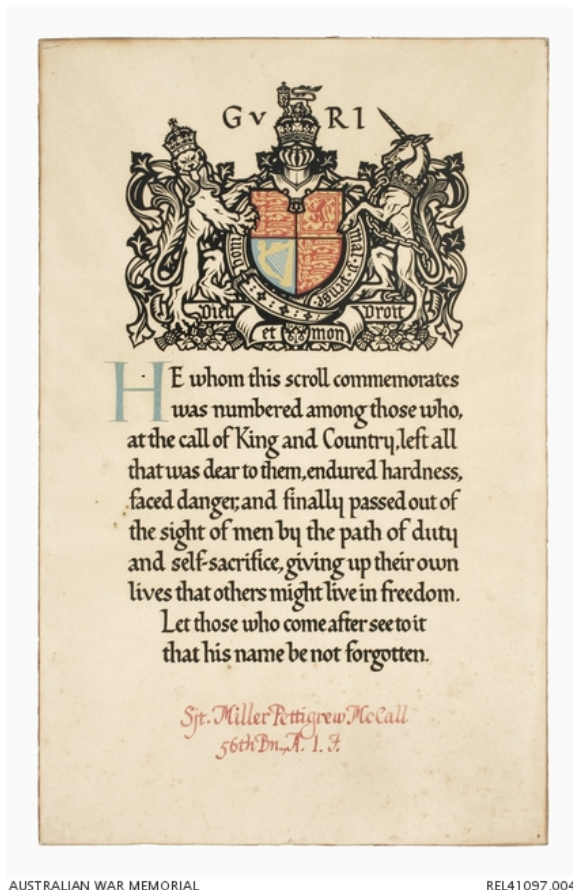 GVRI
honi
mal y pense
Dieu et mon Droit
HE whom this scroll commemorates
was numbered among those who,
at the call of King and Country, left all
that was dear to them, endured hardness,
faced danger, and finally passed out of
the sight of men by the path of duty
and self-sacrifice, giving up their own
lives that others might live in freedom.
Let those who come after see to it
that his name be not forgotten.
Sjt. Miller Pettigrew McCall
56th Bn., A. I. F.
AUSTRALIAN WAR MEMORIAL
REL41097.004